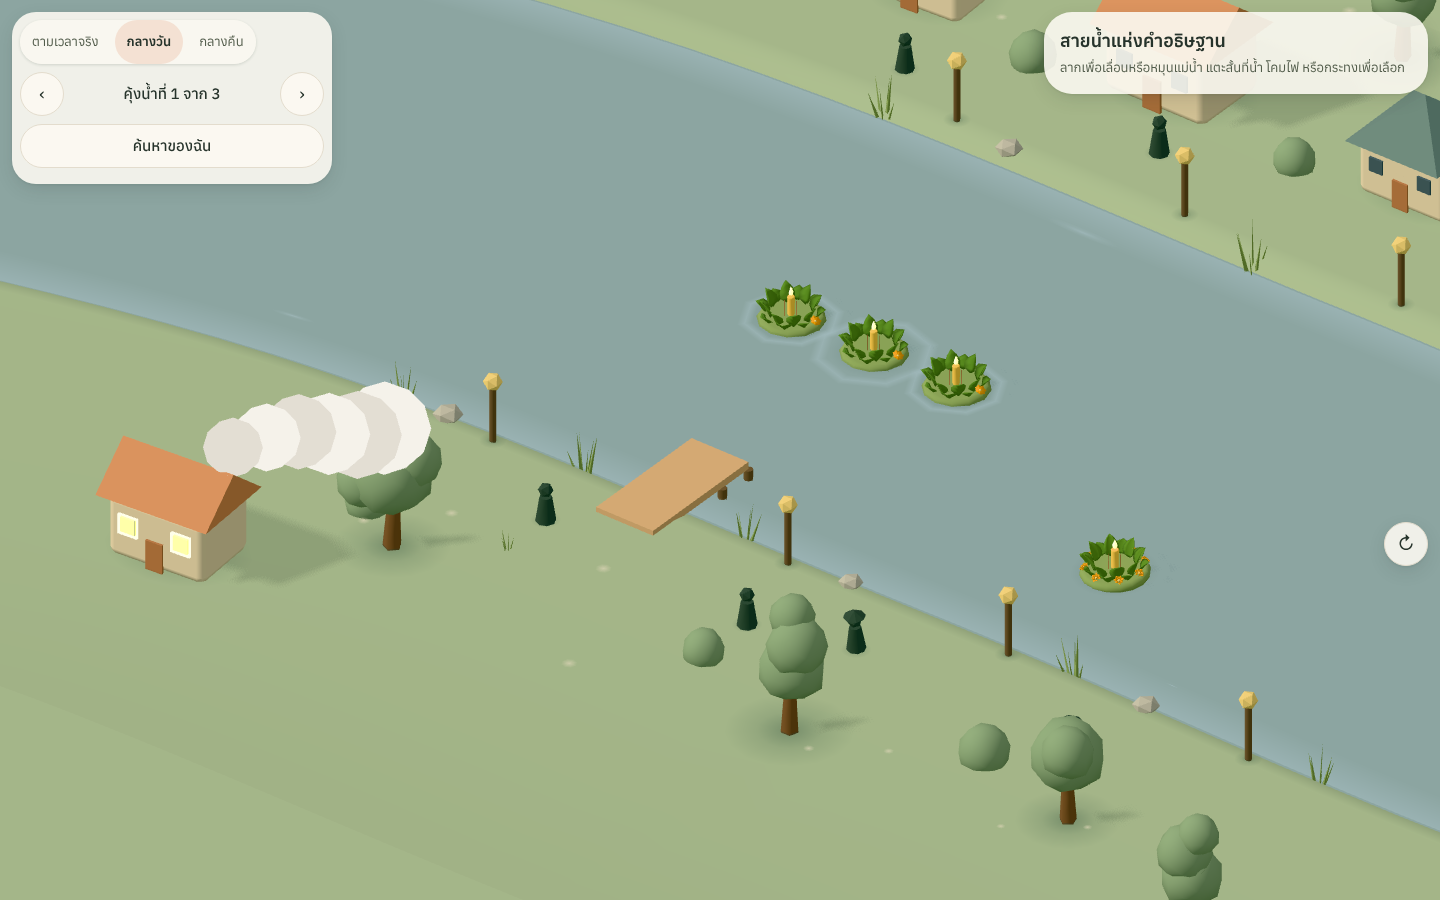 ตามเวลาจริง กลางวัน กลางคืน
‹ คุ้งน้ำที่ 1 จาก 3 ›
ค้นหาของฉัน
สายน้ำแห่งคำอธิษฐาน
ลากเพื่อเลื่อนหรือหมุนแม่น้ำ แตะสั้นที่น้ำ โคมไฟ หรือกระทงเพื่อเลือก